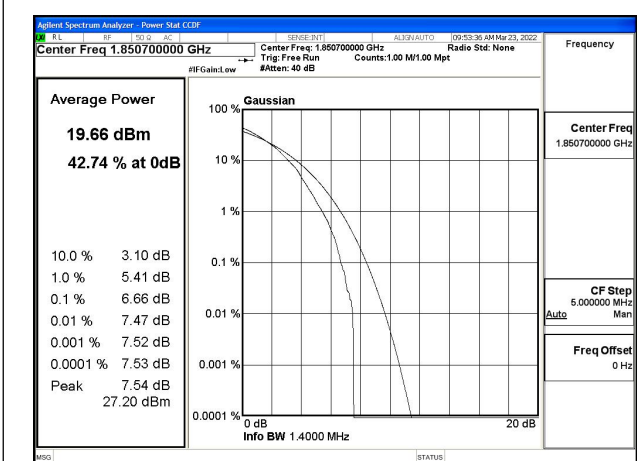 Agilent Spectrum Analyzer - Power Stat CCDF
RL RF 50 Ω AC SENSE:INT ALIGN AUTO 09:53:36 AM Mar 23, 2022
Center Freq 1.850700000 GHz
Center Freq: 1.850700000 GHz Radio Std: None
Trig: Free Run Counts:1.00 M/1.00 Mpt
#IFGain:Low #Atten: 40 dB
Frequency
Average Power
19.66 dBm
42.74 % at 0dB
10.0 % 3.10 dB
1.0 % 5.41 dB
0.1 % 6.66 dB
0.01 % 7.47 dB
0.001 % 7.52 dB
0.0001 % 7.53 dB
Peak 7.54 dB
27.20 dBm
Gaussian
100 %
10 %
1 %
0.1 %
0.01 %
0.001 %
0.0001 %
0 dB 20 dB
Info BW 1.4000 MHz
Center Freq
1.850700000 GHz
CF Step
5.000000 MHz
Auto Man
Freq Offset
0 Hz
MSG STATUS